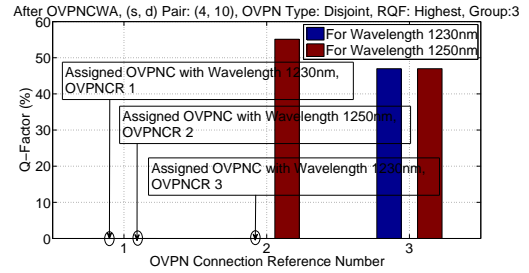 After OVPNCWA, (s, d) Pair: (4, 10), OVPN Type: Disjoint, RQF: Highest, Group:3
60
50
40
30
20
10
0
Q−Factor (%)
For Wavelength 1230nm
For Wavelength 1250nm
Assigned OVPNC with Wavelength 1230nm,
OVPNCR 1
Assigned OVPNC with Wavelength 1250nm,
OVPNCR 2
Assigned OVPNC with Wavelength 1230nm,
OVPNCR 3
1
2
3
OVPN Connection Reference Number